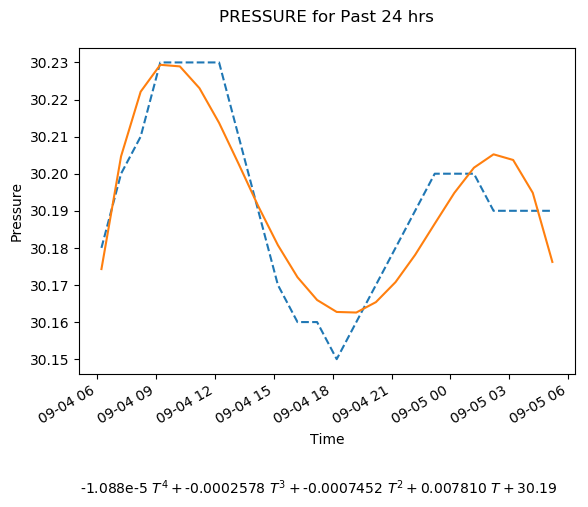 PRESSURE for Past 24 hrs
30.23
30.22
30.21
30.20
30.19
30.18
30.17
30.16
30.15
Pressure
09-04 06 09-04 09 09-04 12 09-04 15 09-04 18 09-04 21 09-05 00 09-05 03 09-05 06
Time
-1.088e-5 T⁴ + -0.0002578 T³ + -0.0007452 T² + 0.007810 T + 30.19